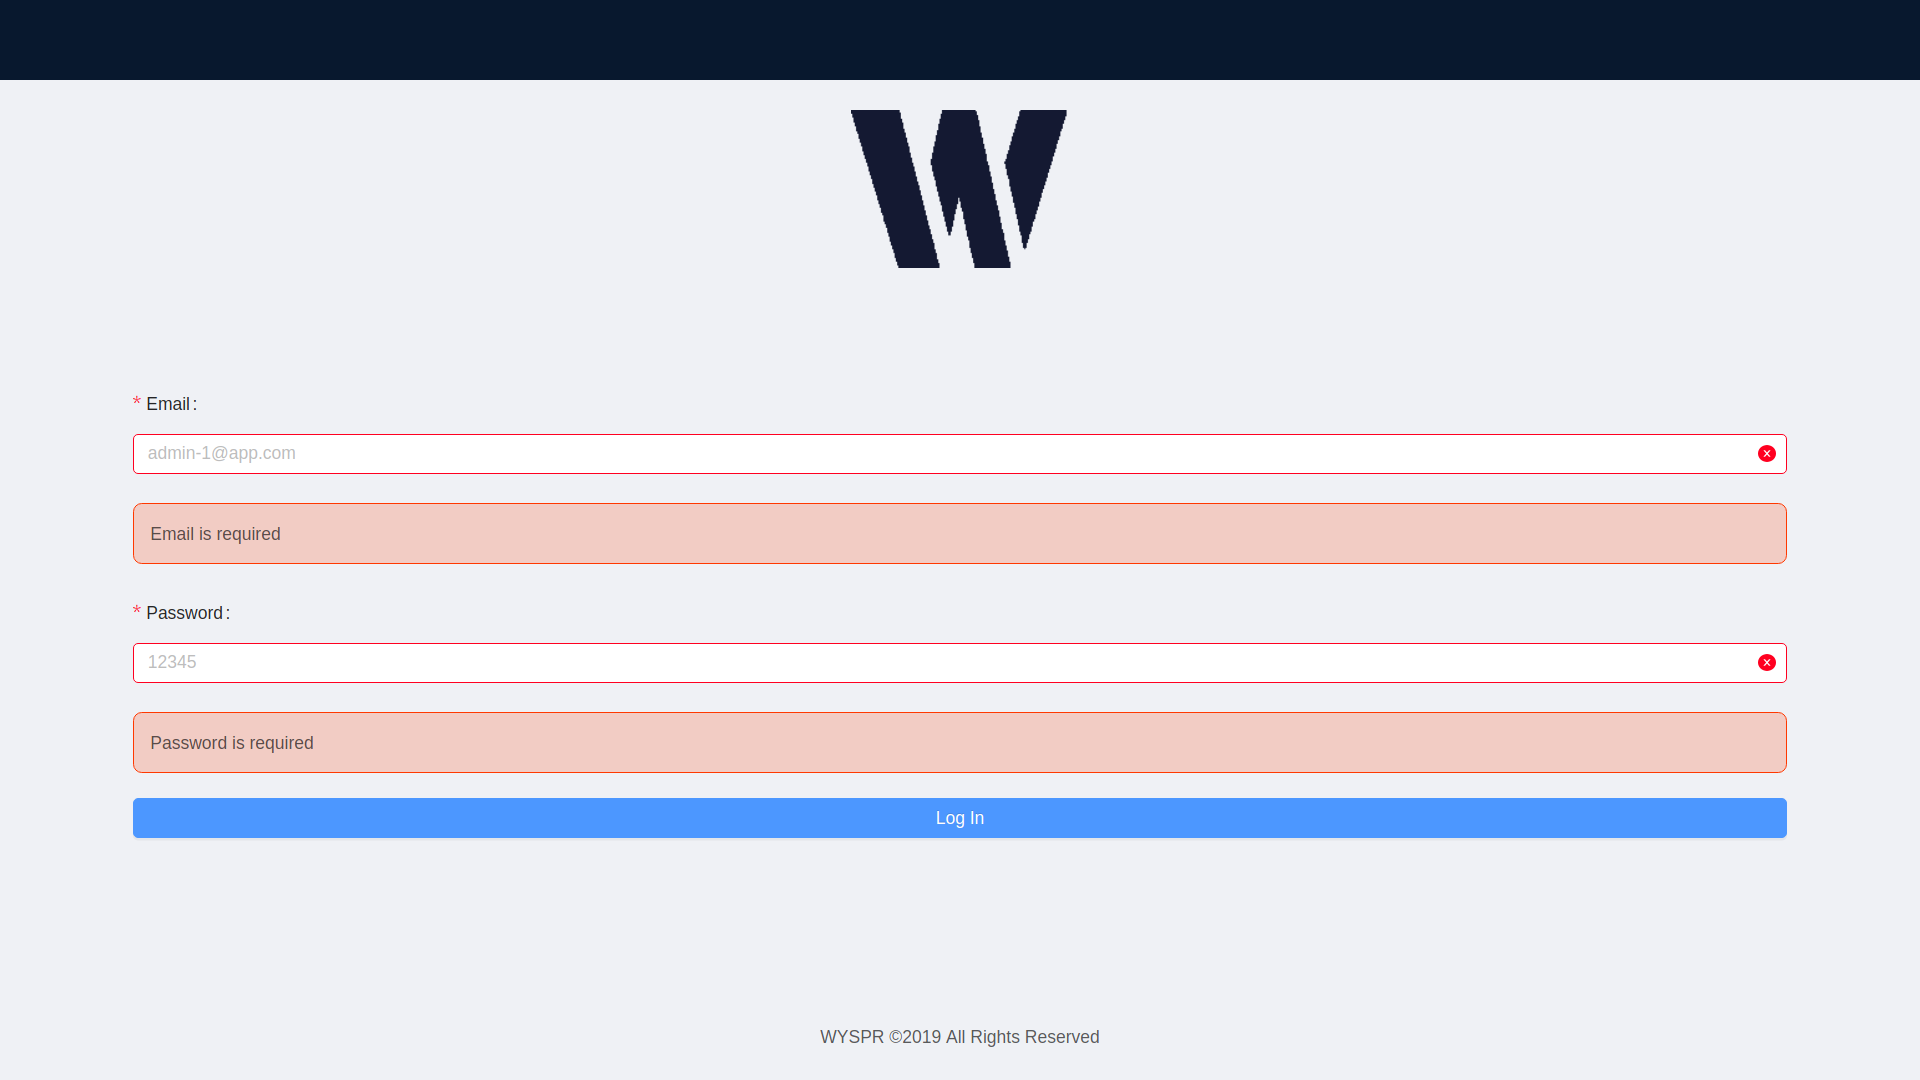 W
* Email :
admin-1@app.com
Email is required
* Password :
12345
Password is required
Log In
WYSPR ©2019 All Rights Reserved